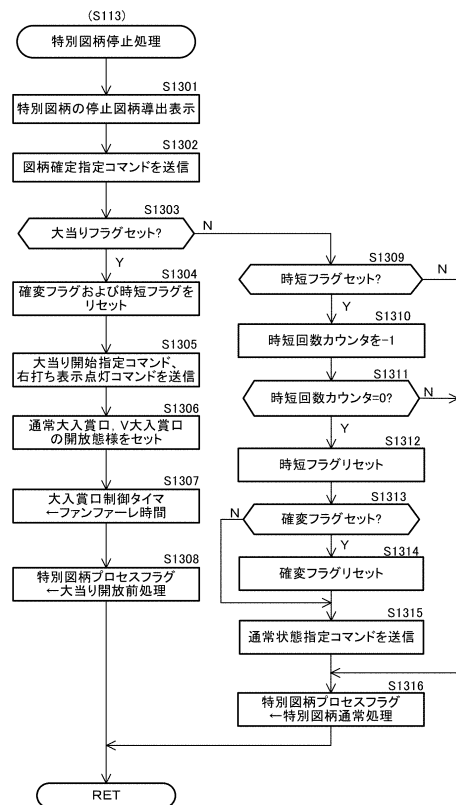 (S113)
特別図柄停止処理
S1301
特別図柄の停止図柄導出表示
S1302
図柄確定指定コマンドを送信
S1303
大当りフラグセット?
N
Y
S1304
確変フラグおよび時短フラグを
リセット
S1305
大当り開始指定コマンド、
右打ち表示点灯コマンドを送信
S1306
通常大入賞口，V大入賞口
の開放態様をセット
S1307
大入賞口制御タイマ
←ファンファーレ時間
S1308
特別図柄プロセスフラグ
←大当り開放前処理
S1309
時短フラグセット?
N
Y
S1310
時短回数カウンタを-1
S1311
時短回数カウンタ=0?
N
Y
S1312
時短フラグリセット
S1313
確変フラグセット?
N
Y
S1314
確変フラグリセット
S1315
通常状態指定コマンドを送信
S1316
特別図柄プロセスフラグ
←特別図柄通常処理
RET